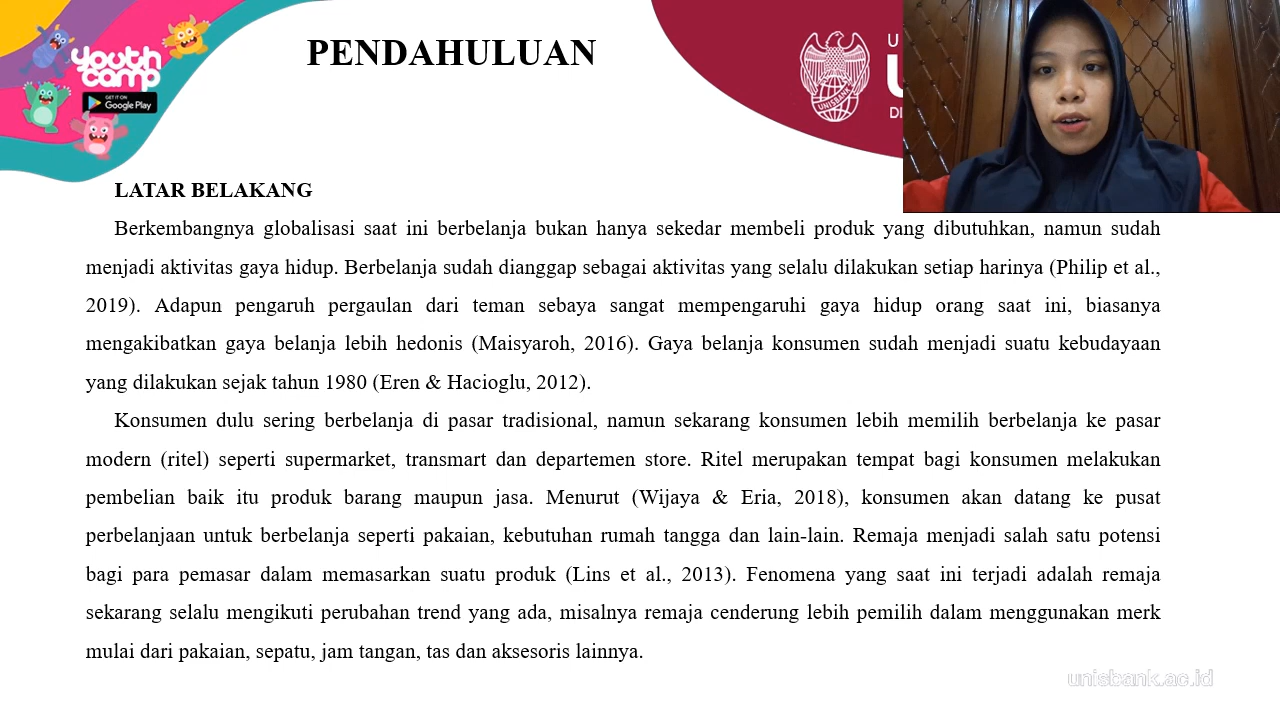 youth
camp
GET IT ON
Google Play
PENDAHULUAN
U
UNISBANK
DI
LATAR BELAKANG
Berkembangnya globalisasi saat ini berbelanja bukan hanya sekedar membeli produk yang dibutuhkan, namun sudah
menjadi aktivitas gaya hidup. Berbelanja sudah dianggap sebagai aktivitas yang selalu dilakukan setiap harinya (Philip et al.,
2019). Adapun pengaruh pergaulan dari teman sebaya sangat mempengaruhi gaya hidup orang saat ini, biasanya
mengakibatkan gaya belanja lebih hedonis (Maisyaroh, 2016). Gaya belanja konsumen sudah menjadi suatu kebudayaan
yang dilakukan sejak tahun 1980 (Eren & Hacioglu, 2012).
Konsumen dulu sering berbelanja di pasar tradisional, namun sekarang konsumen lebih memilih berbelanja ke pasar
modern (ritel) seperti supermarket, transmart dan departemen store. Ritel merupakan tempat bagi konsumen melakukan
pembelian baik itu produk barang maupun jasa. Menurut (Wijaya & Eria, 2018), konsumen akan datang ke pusat
perbelanjaan untuk berbelanja seperti pakaian, kebutuhan rumah tangga dan lain-lain. Remaja menjadi salah satu potensi
bagi para pemasar dalam memasarkan suatu produk (Lins et al., 2013). Fenomena yang saat ini terjadi adalah remaja
sekarang selalu mengikuti perubahan trend yang ada, misalnya remaja cenderung lebih pemilih dalam menggunakan merk
mulai dari pakaian, sepatu, jam tangan, tas dan aksesoris lainnya.
unisbank.ac.id